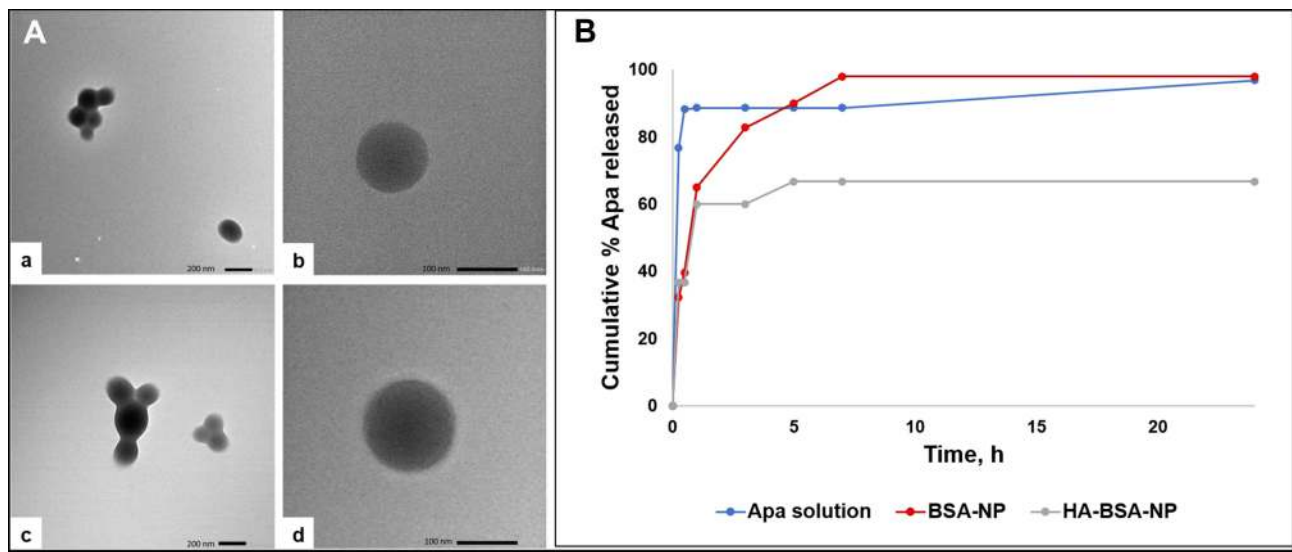 A
a
200 nm
b
100 nm
c
200 nm
d
100 nm
B
Cumulative % Apa released
100
80
60
40
20
0
0
5
10
15
20
Time, h
Apa solution
BSA-NP
HA-BSA-NP